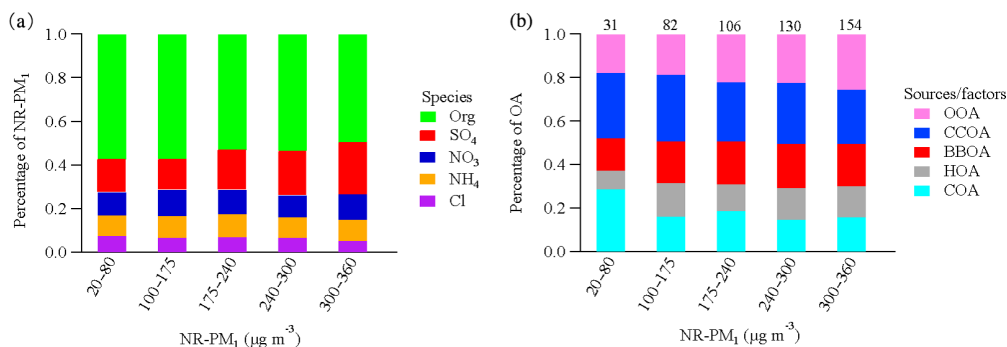 (a)
Percentage of NR-PM₁
1.0
0.8
0.6
0.4
0.2
0.0
20-80
100-175
175-240
240-300
300-360
NR-PM₁ (μg m⁻³)
Species
Org
SO₄
NO₃
NH₄
Cl
(b)
31 82 106 130 154
Percentage of OA
1.0
0.8
0.6
0.4
0.2
0.0
20-80
100-175
175-240
240-300
300-360
NR-PM₁ (μg m⁻³)
Sources/factors
OOA
CCOA
BBOA
HOA
COA